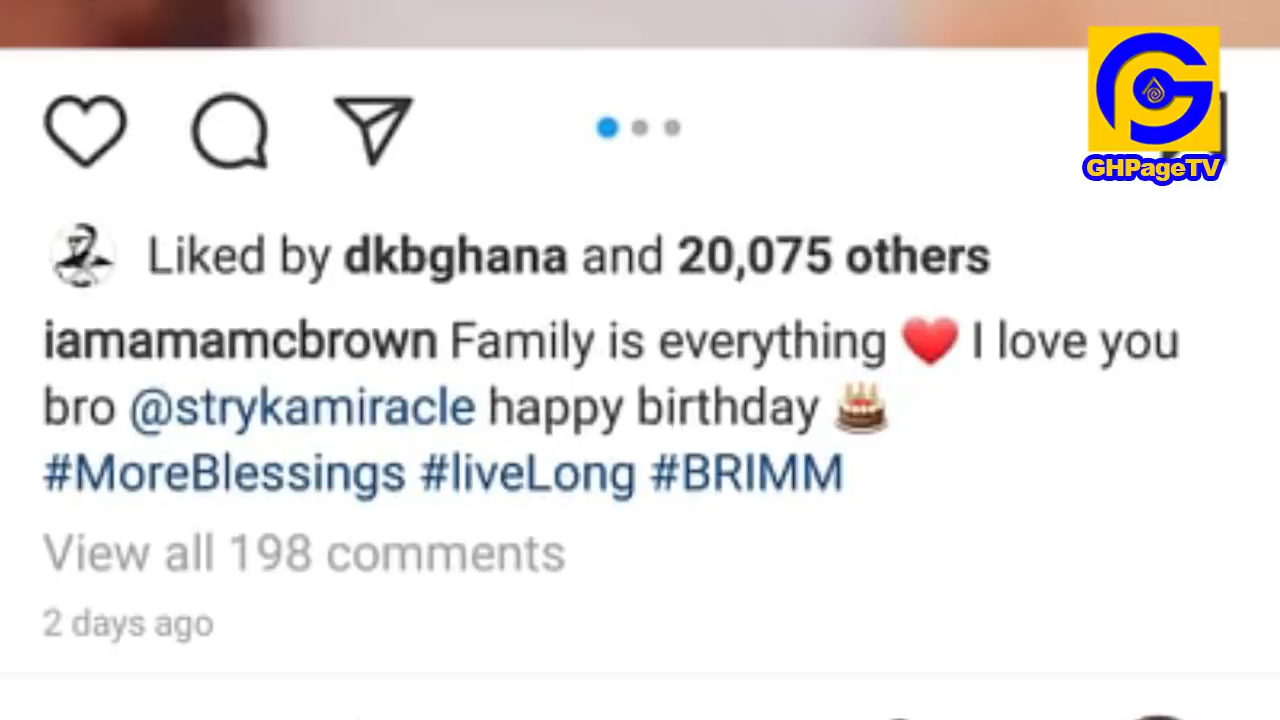 GHPageTV
Liked by dkbghana and 20,075 others
iamamamcbrown Family is everything ❤️ I love you
bro @strykamiracle happy birthday 🎂
#MoreBlessings #liveLong #BRIMM
View all 198 comments
2 days ago